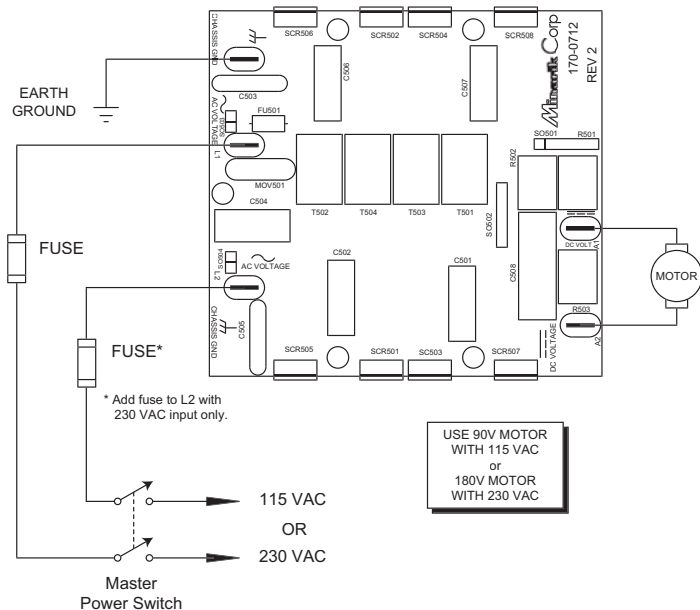 SCR506
SCR502
SCR504
SCR508
CHASSIS GND
C506
C507
Minarik Corp
170-0712
REV 2
C503
EARTH
GROUND
AC VOLTAGE
SO503
FU501
L1
MOV501
SO501
R501
R502
C504
T502
T504
T503
T501
SO502
FUSE
DC VOLT
A1
SO504
AC VOLTAGE
L2
C502
C501
C508
MOTOR
R503
CHASSIS GND
C505
A2
DC VOLTAGE
FUSE*
SCR505
SCR501
SC503
SCR507
* Add fuse to L2 with
230 VAC input only.
USE 90V MOTOR
WITH 115 VAC
or
180V MOTOR
WITH 230 VAC
115 VAC
OR
230 VAC
Master
Power Switch